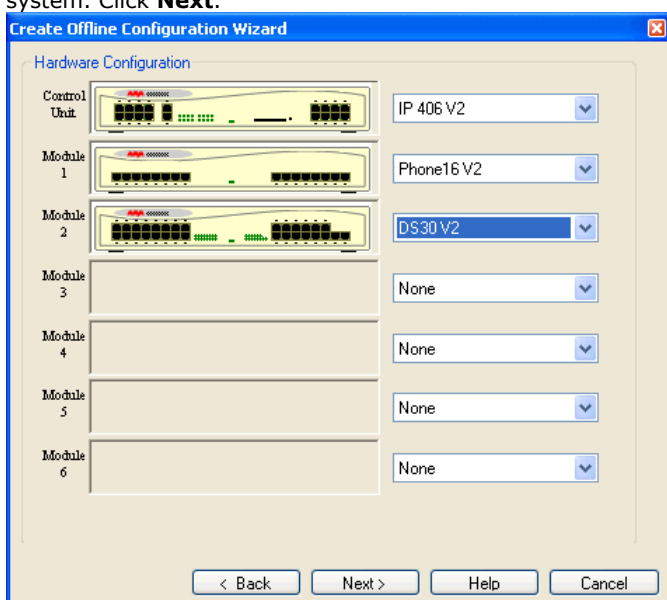 system. Click Next.
Create Offline Configuration Wizard
Hardware Configuration
Control
Unit
IP 406 V2
Module
1
Phone16 V2
Module
2
DS30 V2
Module
3
None
Module
4
None
Module
5
None
Module
6
None
< Back
Next >
Help
Cancel